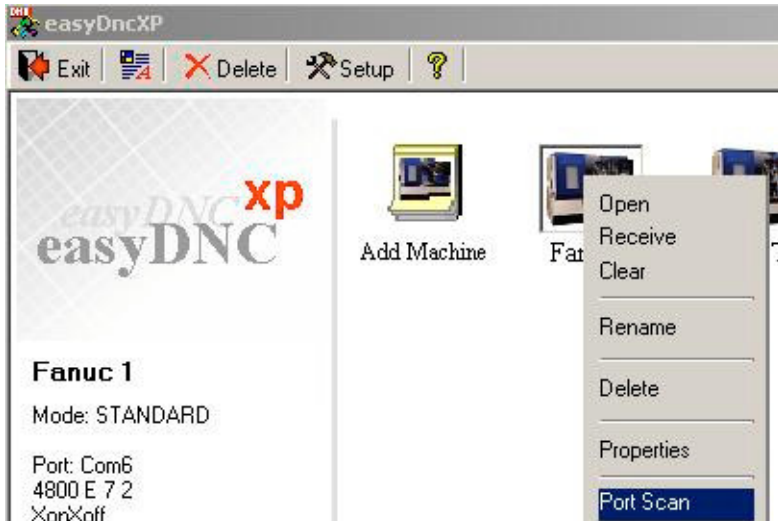 easyDncXP
Exit Delete Setup
xp
easyDNC
easyDNC
Add Machine
Open
Receive
Clear
Rename
Delete
Properties
Port Scan
Fanuc 1
Mode: STANDARD
Port: Com6
4800 E 7 2
XonXoff